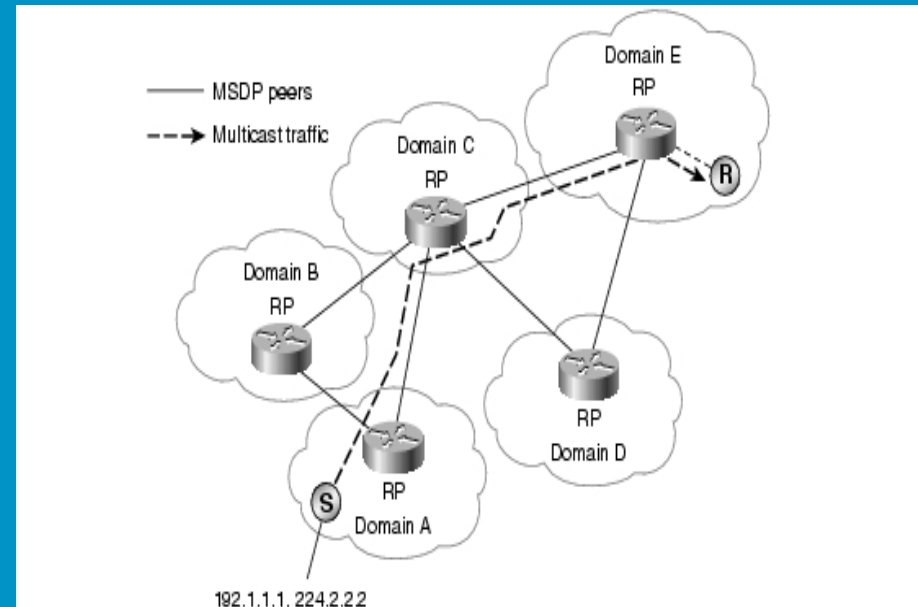 MSDP peers
Multicast traffic
Domain E
RP
R
Domain C
RP
Domain B
RP
RP
Domain D
RP
S
Domain A
192.1.1.1. 224.2.2.2